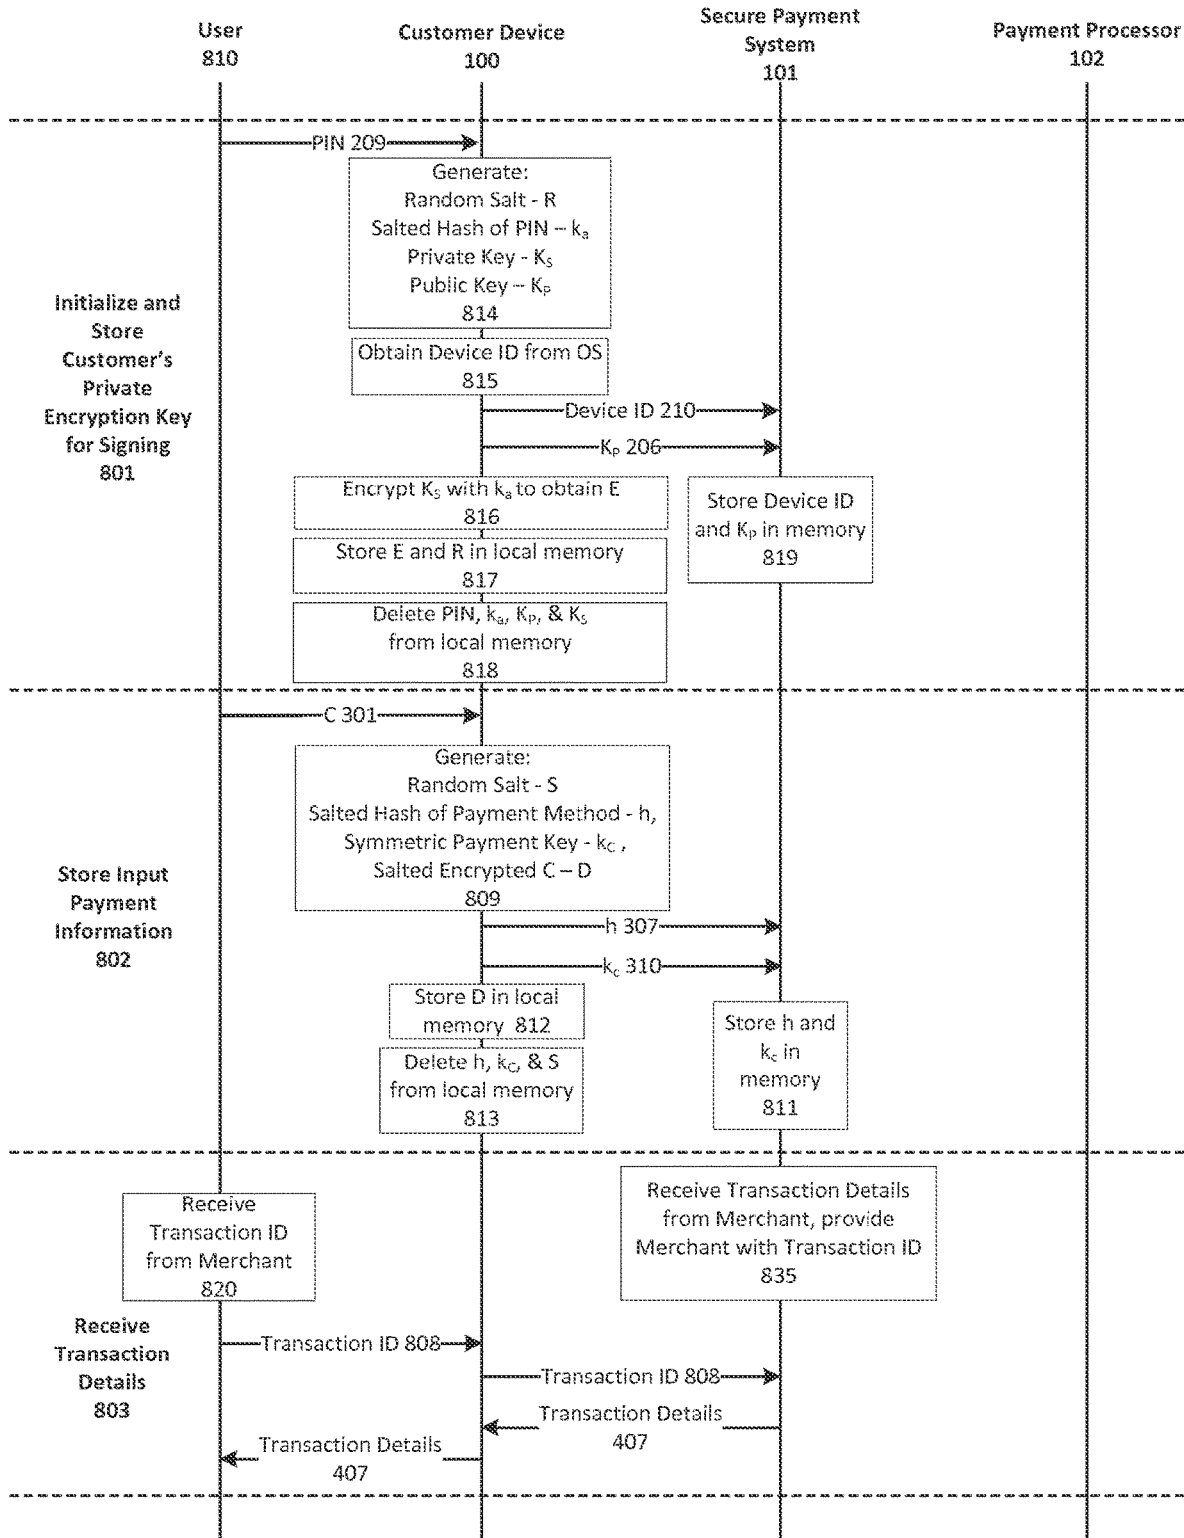 User
810
Customer Device
100
Secure Payment
System
101
Payment Processor
102
PIN 209
Generate:
Random Salt - R
Salted Hash of PIN – kₐ
Private Key - Kₛ
Public Key – Kₚ
814
Initialize and
Store
Customer's
Private
Encryption Key
for Signing
801
Obtain Device ID from OS
815
Device ID 210
Kₚ 206
Encrypt Kₛ with kₐ to obtain E
816
Store Device ID
and Kₚ in memory
819
Store E and R in local memory
817
Delete PIN, kₐ, Kₚ, & Kₛ
from local memory
818
C 301
Generate:
Random Salt - S
Salted Hash of Payment Method - h,
Symmetric Payment Key - k_C ,
Salted Encrypted C – D
809
Store Input
Payment
Information
802
h 307
k_c 310
Store D in local
memory 812
Store h and
k_c in
memory
811
Delete h, k_C, & S
from local memory
813
Receive Transaction Details
from Merchant, provide
Merchant with Transaction ID
835
Receive
Transaction ID
from Merchant
820
Receive
Transaction
Details
803
Transaction ID 808
Transaction ID 808
Transaction Details
407
Transaction Details
407